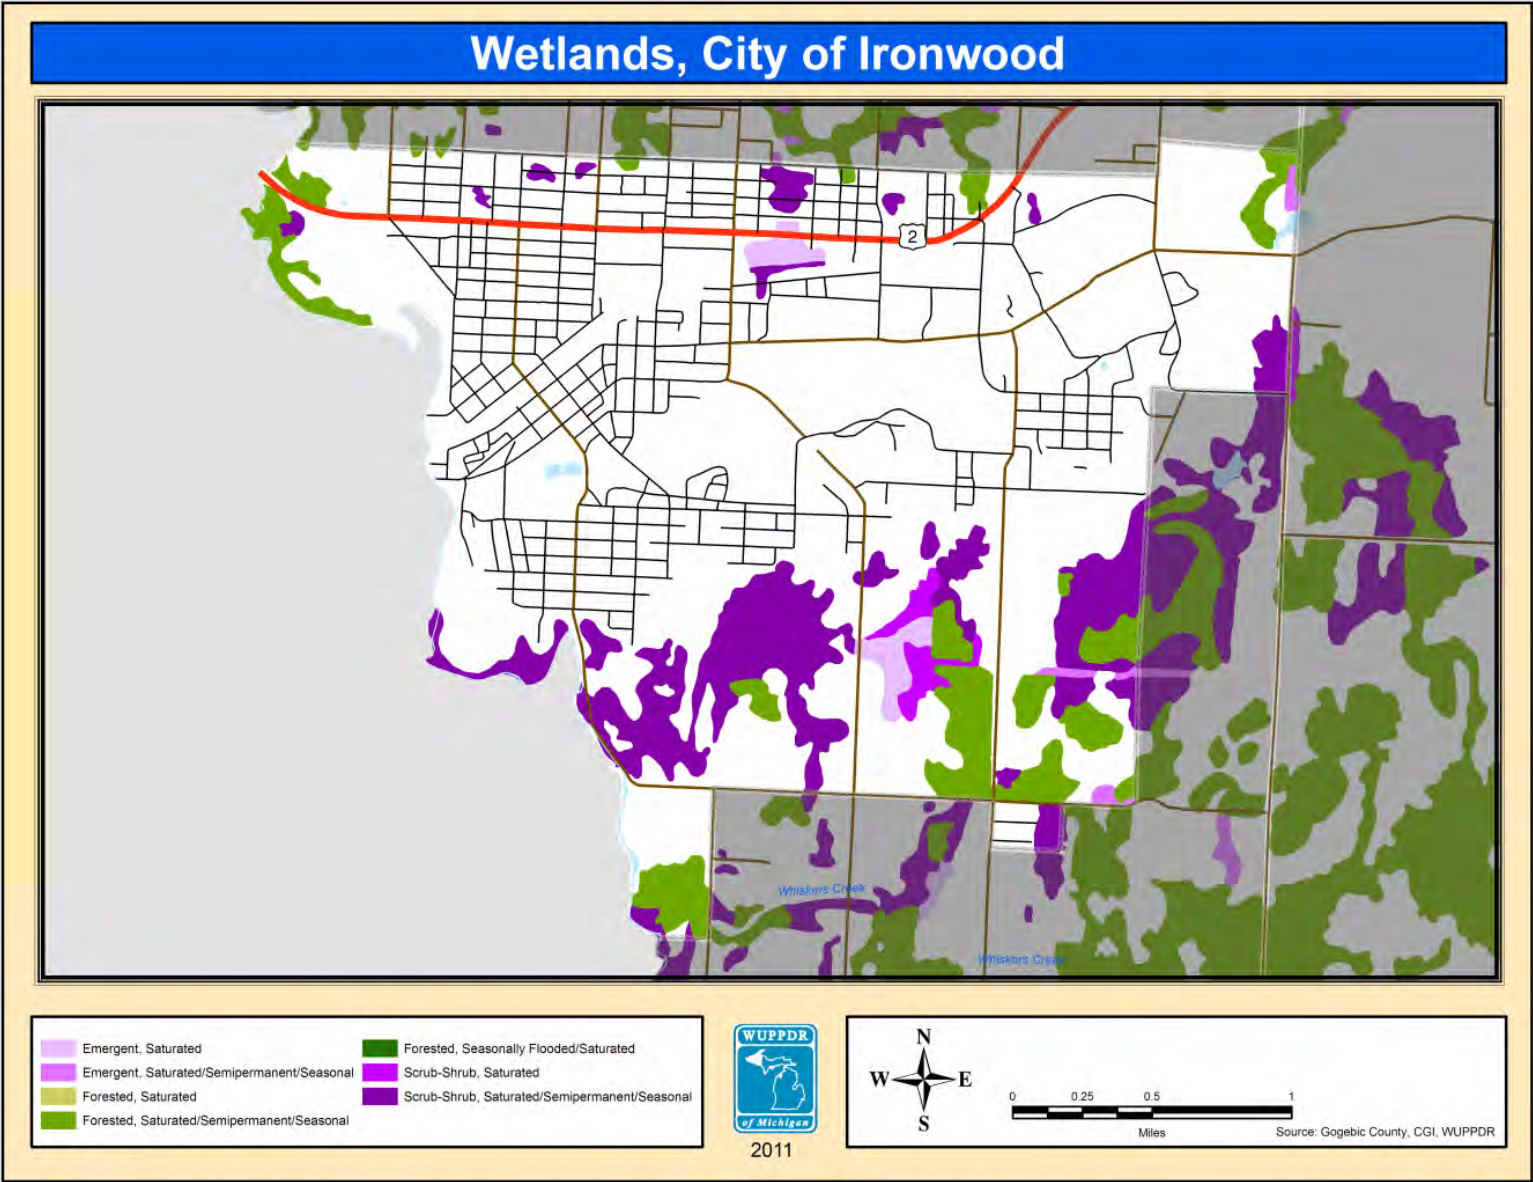 Wetlands, City of Ironwood
2
Whiskers Creek
Whiskers Creek
Emergent, Saturated
Emergent, Saturated/Semipermanent/Seasonal
Forested, Saturated
Forested, Saturated/Semipermanent/Seasonal
Forested, Seasonally Flooded/Saturated
Scrub-Shrub, Saturated
Scrub-Shrub, Saturated/Semipermanent/Seasonal
WUPPDR
of Michigan
2011
N
W E
S
0 0.25 0.5 1
Miles
Source: Gogebic County, CGI, WUPPDR